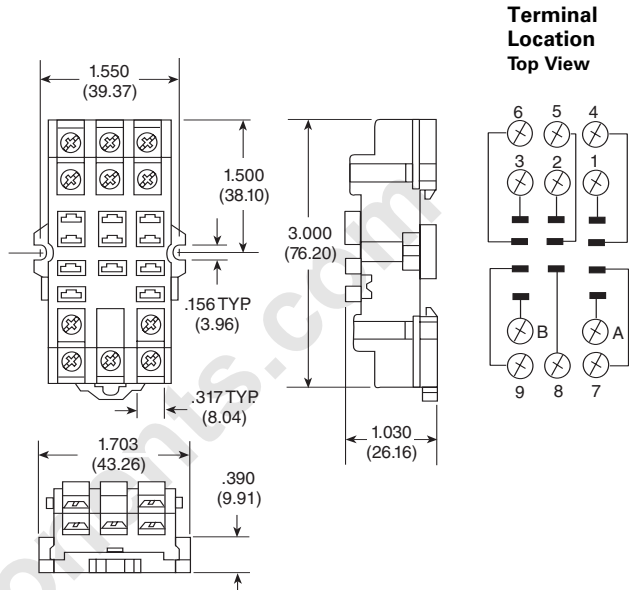 Terminal
Location
Top View
1.550
(39.37)
1.500
(38.10)
.156 TYP.
(3.96)
.317 TYP.
(8.04)
3.000
(76.20)
1.030
(26.16)
6 5 4
3 2 1
B A
9 8 7
1.703
(43.26)
.390
(9.91)
onents.com